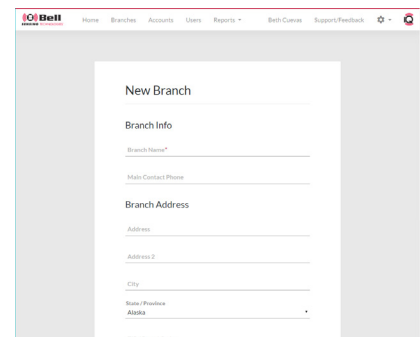 Bell
Home Branches Accounts Users Reports Beth Cuevas Support/Feedback
New Branch
Branch Info
Branch Name*
Main Contact Phone
Branch Address
Address
Address 2
City
State / Province
Alaska